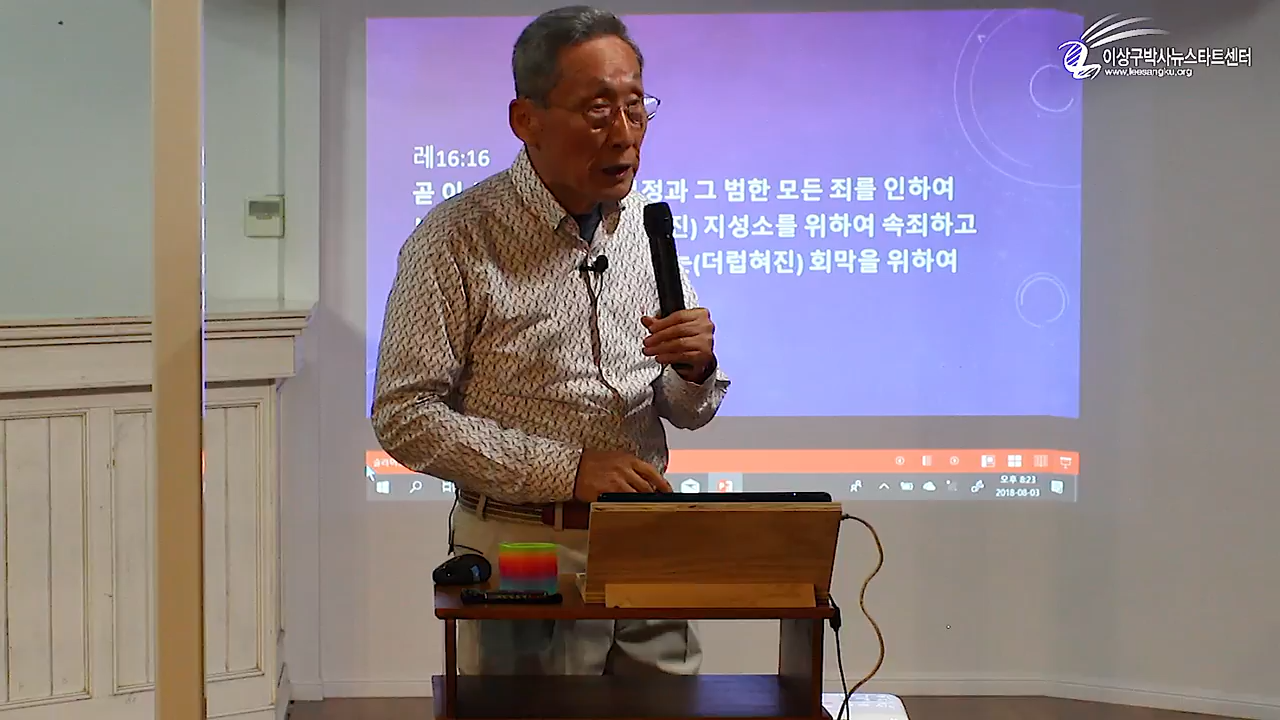 이상구박사뉴스타트센터
www.leesangku.org
레16:16
곧 이 정과 그 범한 모든 죄를 인하여
진) 지성소를 위하여 속죄하고
(더럽혀진) 회막을 위하여
오후 8:23
2018-08-03